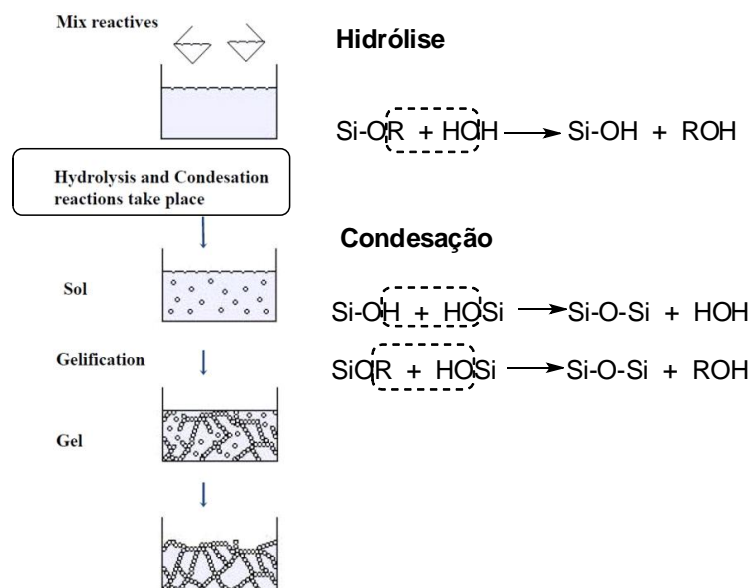 Mix reactives
Hidrólise
Si-OR + HOH Si-OH + ROH
Hydrolysis and Condesation
reactions take place
Condesação
Sol
Si-OH + HOSi Si-O-Si + HOH
Gelification
SiOR + HOSi Si-O-Si + ROH
Gel